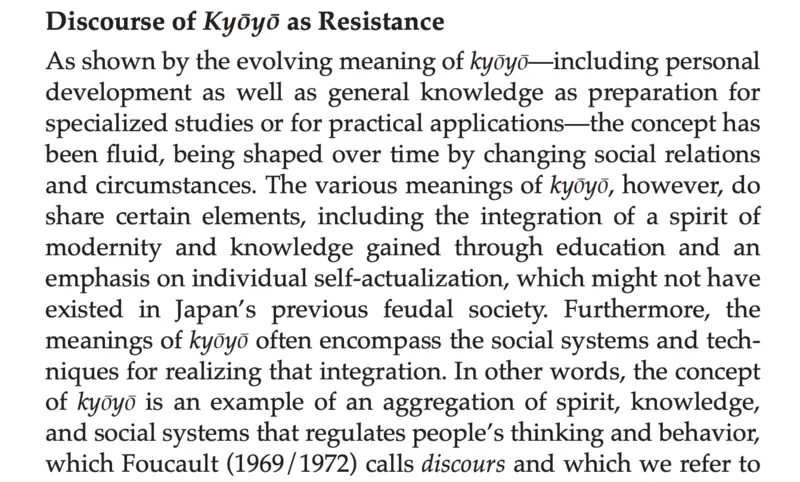 Discourse of Kyōyō as Resistance
As shown by the evolving meaning of kyōyō—including personal
development as well as general knowledge as preparation for
specialized studies or for practical applications—the concept has
been fluid, being shaped over time by changing social relations
and circumstances. The various meanings of kyōyō, however, do
share certain elements, including the integration of a spirit of
modernity and knowledge gained through education and an
emphasis on individual self-actualization, which might not have
existed in Japan's previous feudal society. Furthermore, the
meanings of kyōyō often encompass the social systems and tech-
niques for realizing that integration. In other words, the concept
of kyōyō is an example of an aggregation of spirit, knowledge,
and social systems that regulates people's thinking and behavior,
which Foucault (1969/1972) calls discours and which we refer to